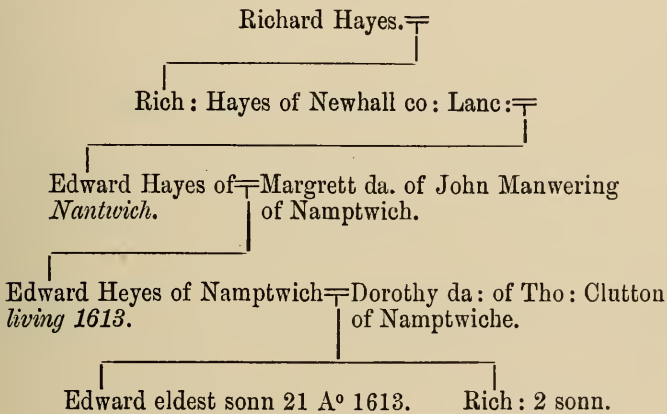 Richard Hayes.
Rich : Hayes of Newhall co : Lanc :
Edward Hayes of Margrett da. of John Manwering
Nantwich. of Namptwich.
Edward Heyes of Namptwich Dorothy da : of Tho : Clutton
living 1613. of Namptwiche.
Edward eldest sonn 21 Aº 1613. Rich : 2 sonn.